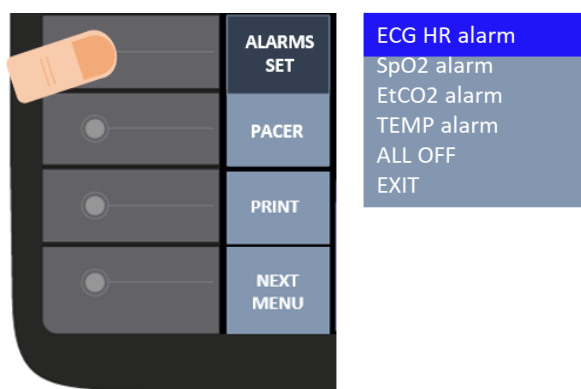 ALARMS
SET
PACER
PRINT
NEXT
MENU
ECG HR alarm
SpO2 alarm
EtCO2 alarm
TEMP alarm
ALL OFF
EXIT